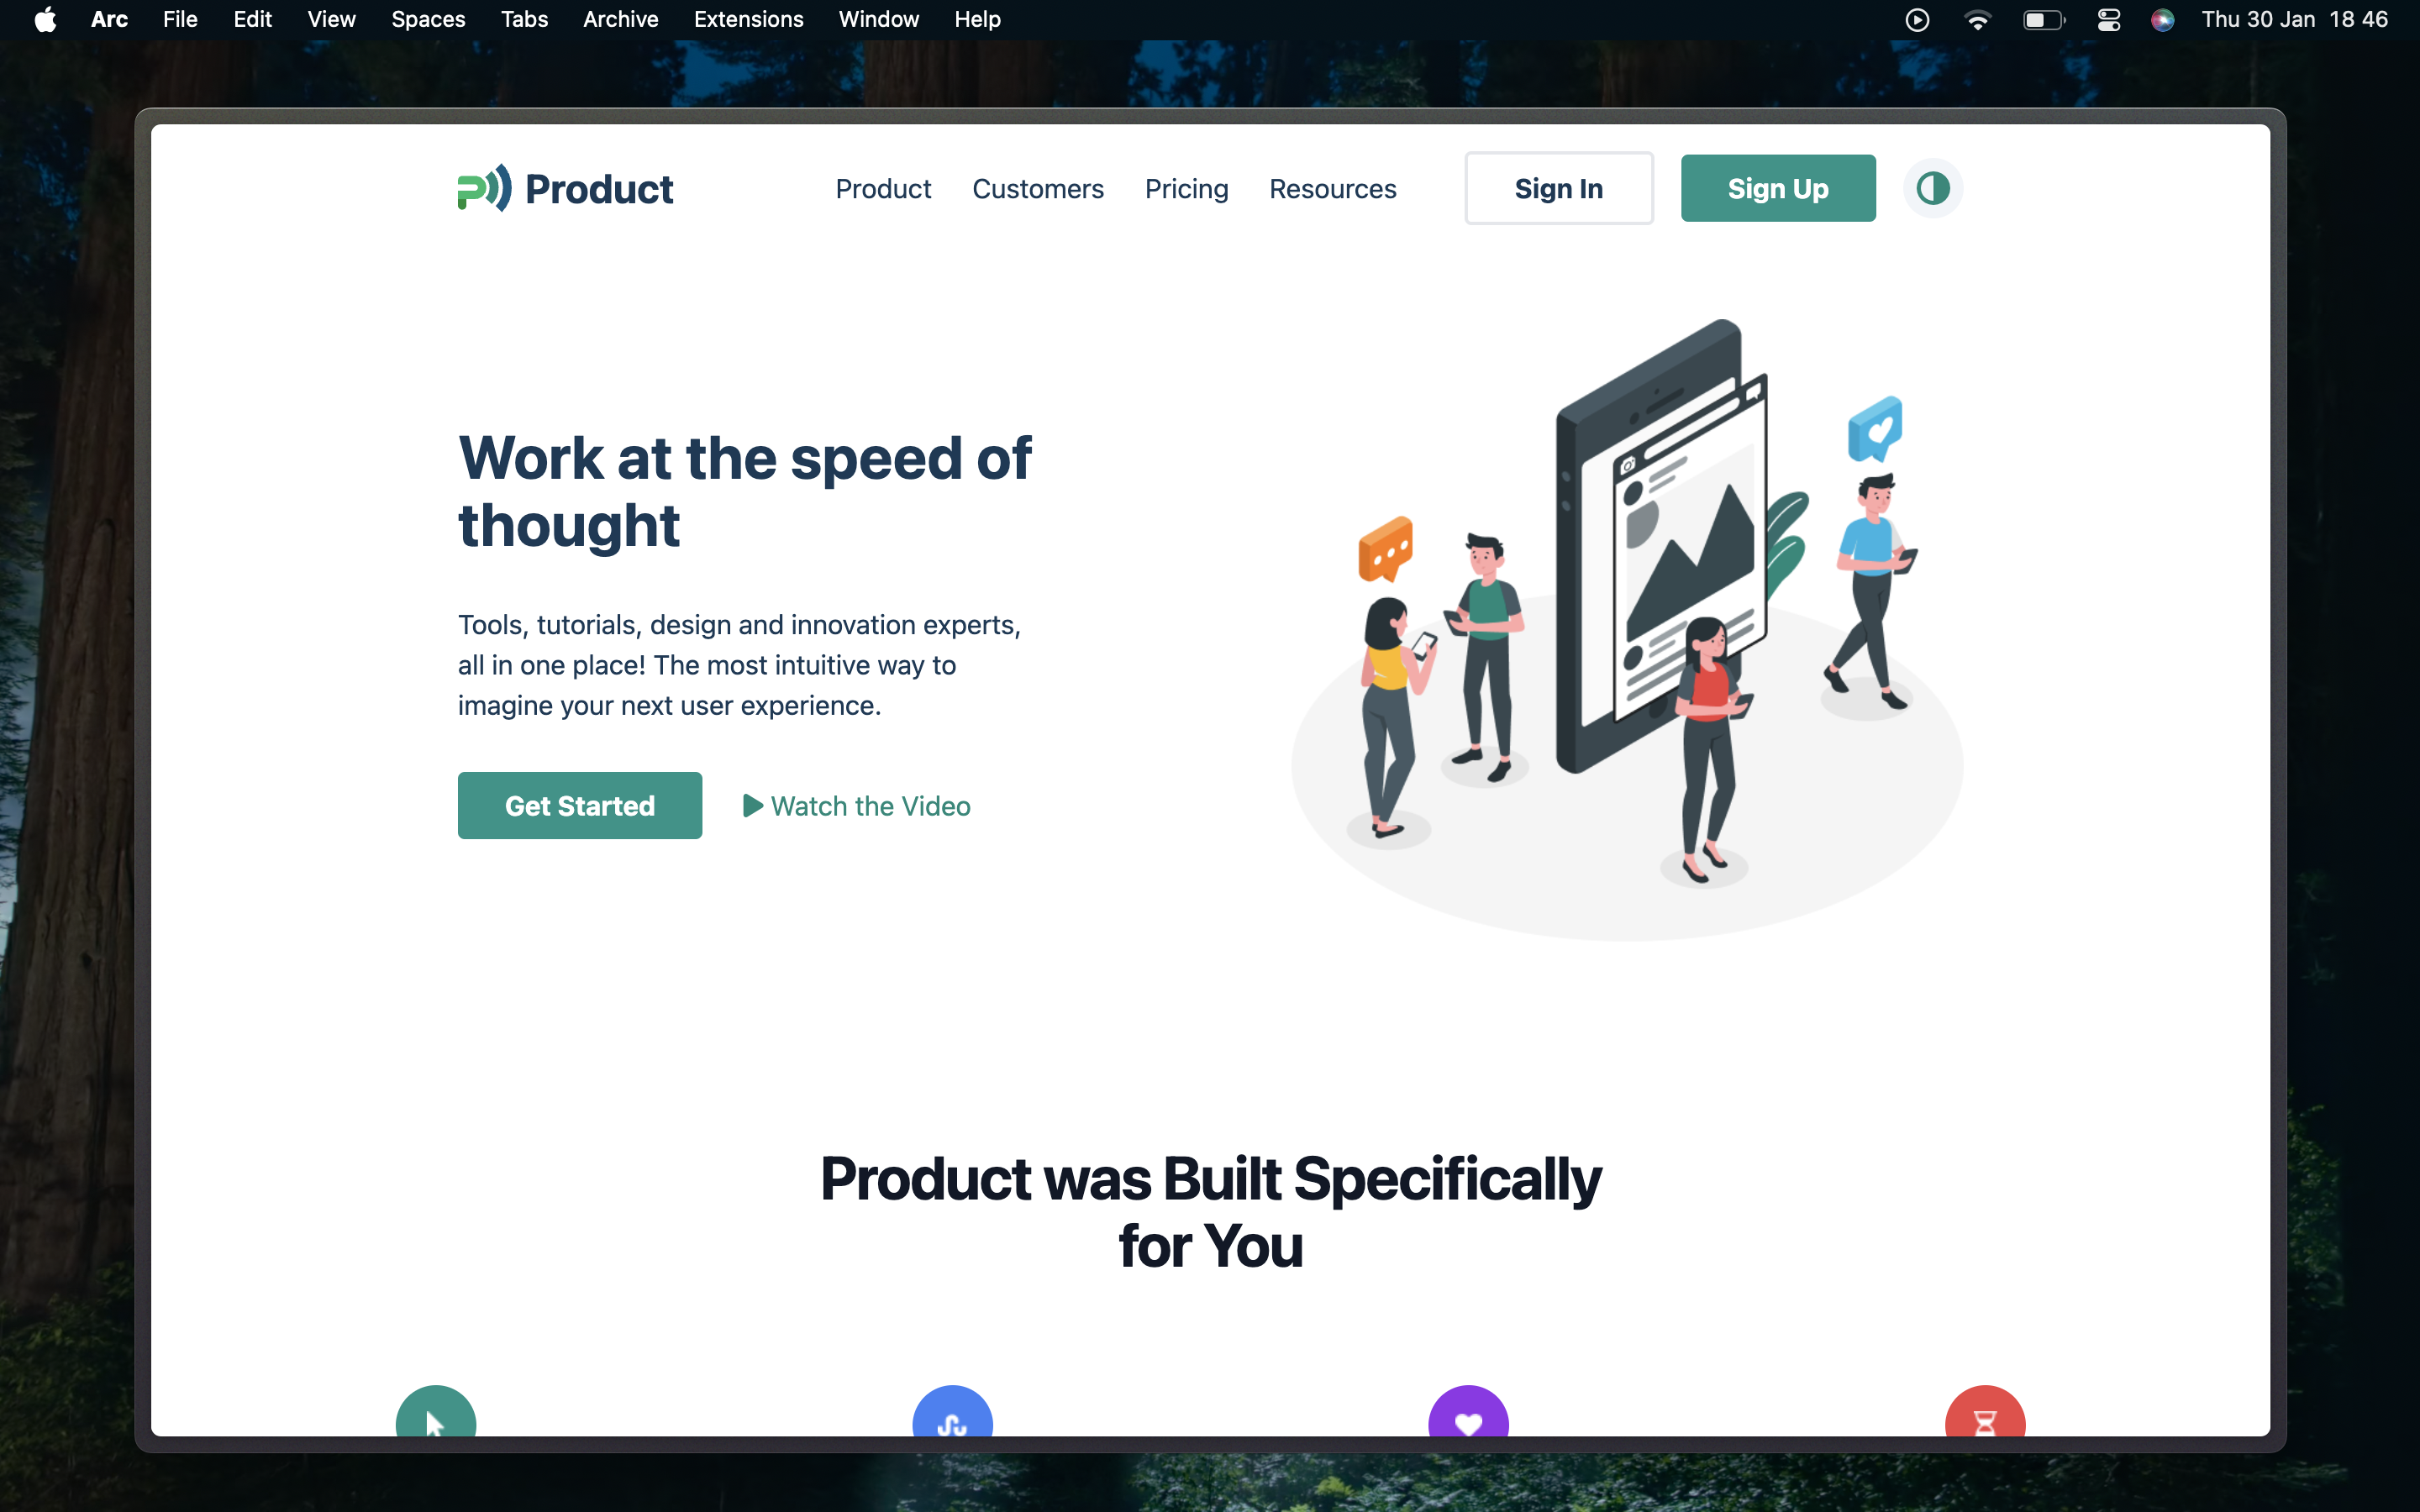 Arc File Edit View Spaces Tabs Archive Extensions Window Help Thu 30 Jan 18 46
Product Product Customers Pricing Resources Sign In Sign Up
Work at the speed of
thought
Tools, tutorials, design and innovation experts,
all in one place! The most intuitive way to
imagine your next user experience.
Get Started Watch the Video
Product was Built Specifically
for You